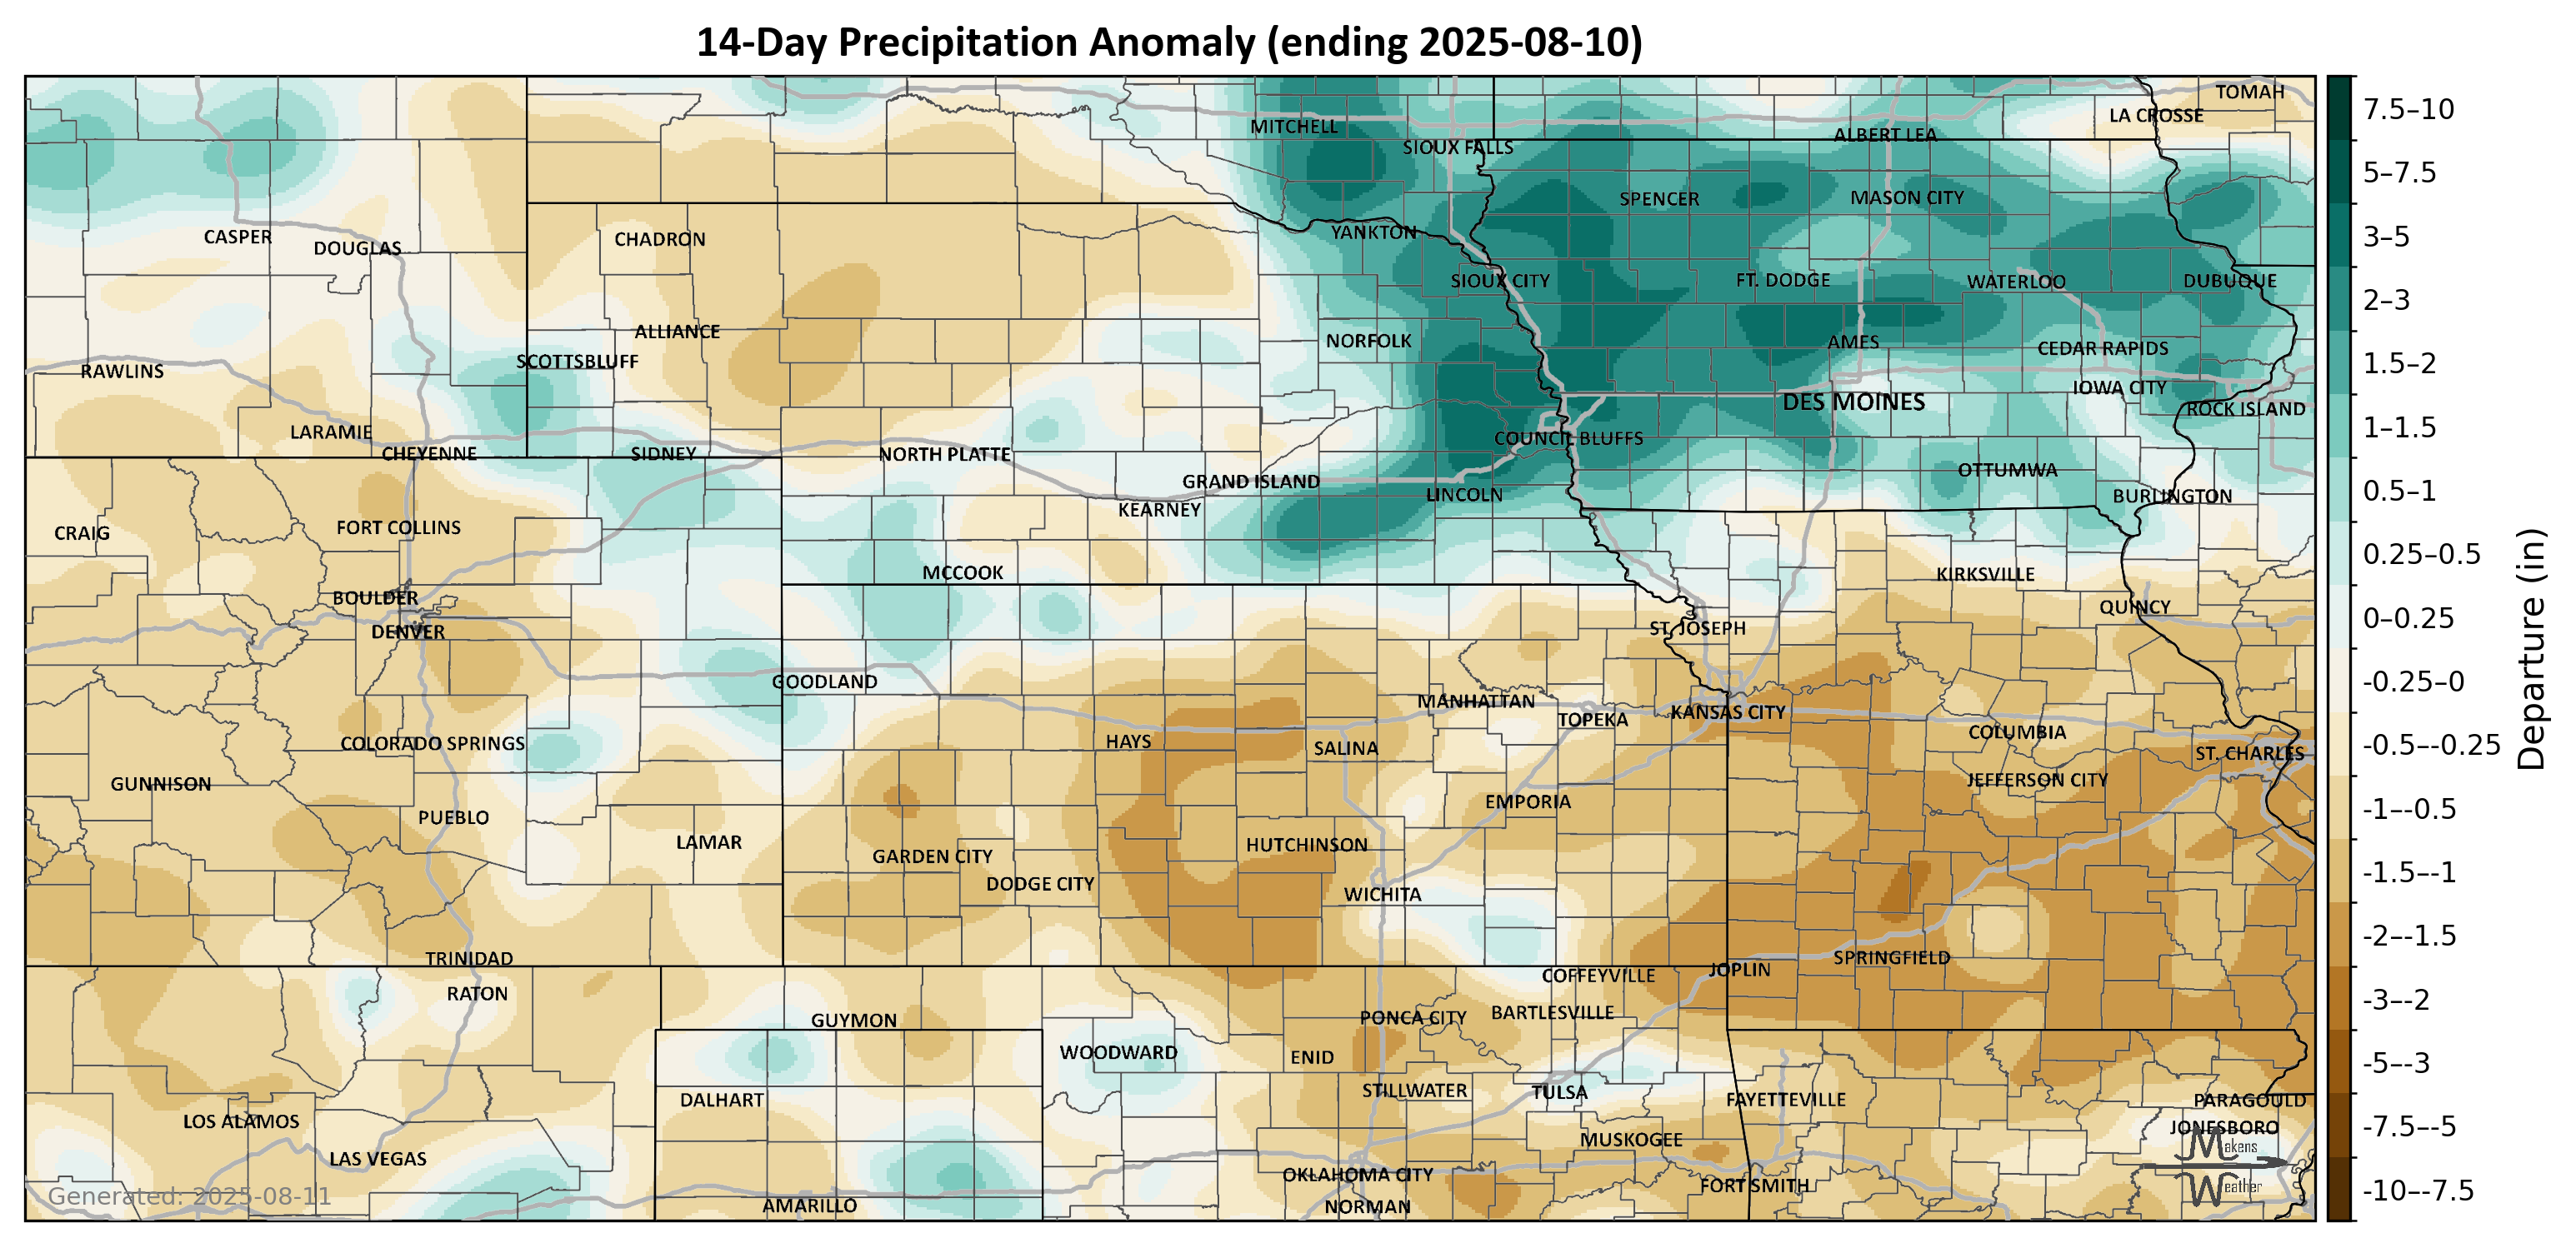 14-Day Precipitation Anomaly (ending 2025-08-10)
TOMAH
LA CROSSE
MITCHELL
ALBERT LEA
SIOUX FALLS
SPENCER
MASON CITY
YANKTON
CASPER
CHADRON
DOUGLAS
SIOUX CITY
FT. DODGE
WATERLOO
DUBUQUE
ALLIANCE
NORFOLK
AMES
CEDAR RAPIDS
SCOTTSBLUFF
RAWLINS
IOWA CITY
DES MOINES
ROCK ISLAND
LARAMIE
COUNCIL BLUFFS
CHEYENNE
SIDNEY
NORTH PLATTE
OTTUMWA
GRAND ISLAND
LINCOLN
BURLINGTON
KEARNEY
FORT COLLINS
CRAIG
MCCOOK
KIRKSVILLE
BOULDER
QUINCY
DENVER
ST. JOSEPH
GOODLAND
MANHATTAN
KANSAS CITY
TOPEKA
COLUMBIA
HAYS
COLORADO SPRINGS
SALINA
ST. CHARLES
JEFFERSON CITY
GUNNISON
EMPORIA
PUEBLO
LAMAR
HUTCHINSON
GARDEN CITY
DODGE CITY
WICHITA
TRINIDAD
SPRINGFIELD
JOPLIN
COFFEYVILLE
RATON
BARTLESVILLE
PONCA CITY
GUYMON
WOODWARD
ENID
STILLWATER
TULSA
DALHART
FAYETTEVILLE
PARAGOULD
LOS ALAMOS
JONESBORO
MUSKOGEE
LAS VEGAS
OKLAHOMA CITY
FORT SMITH
AMARILLO
NORMAN
Makens
Weather
Generated: 2025-08-11
7.5–10
5–7.5
3–5
2–3
1.5–2
1–1.5
0.5–1
0.25–0.5
0–0.25
-0.25–0
-0.5–-0.25
-1–-0.5
-1.5–-1
-2–-1.5
-3–-2
-5–-3
-7.5–-5
-10–-7.5
Departure (in)